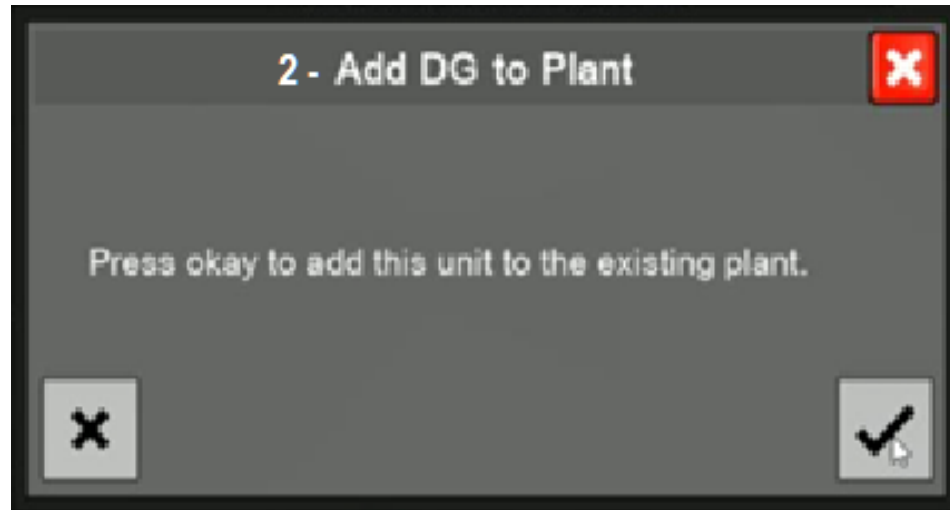 2 - Add DG to Plant
Press okay to add this unit to the existing plant.